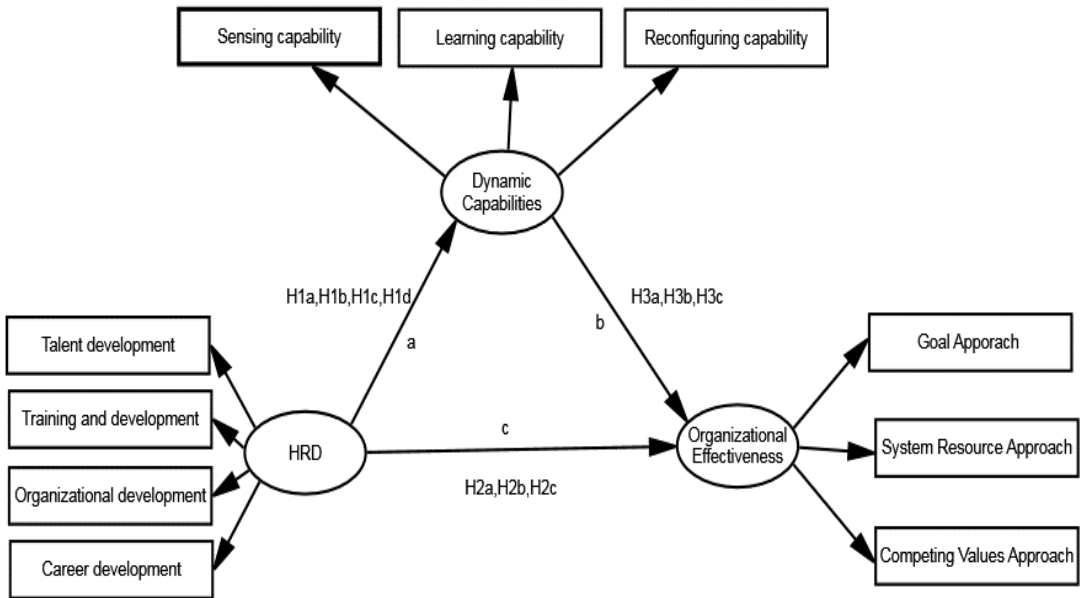 Sensing capability
Learning capability
Reconfiguring capability
Dynamic
Capabilities
H1a,H1b,H1c,H1d
a
H3a,H3b,H3c
b
Talent development
Training and development
Organizational development
Career development
HRD
c
H2a,H2b,H2c
Organizational
Effectiveness
Goal Apporach
System Resource Approach
Competing Values Approach